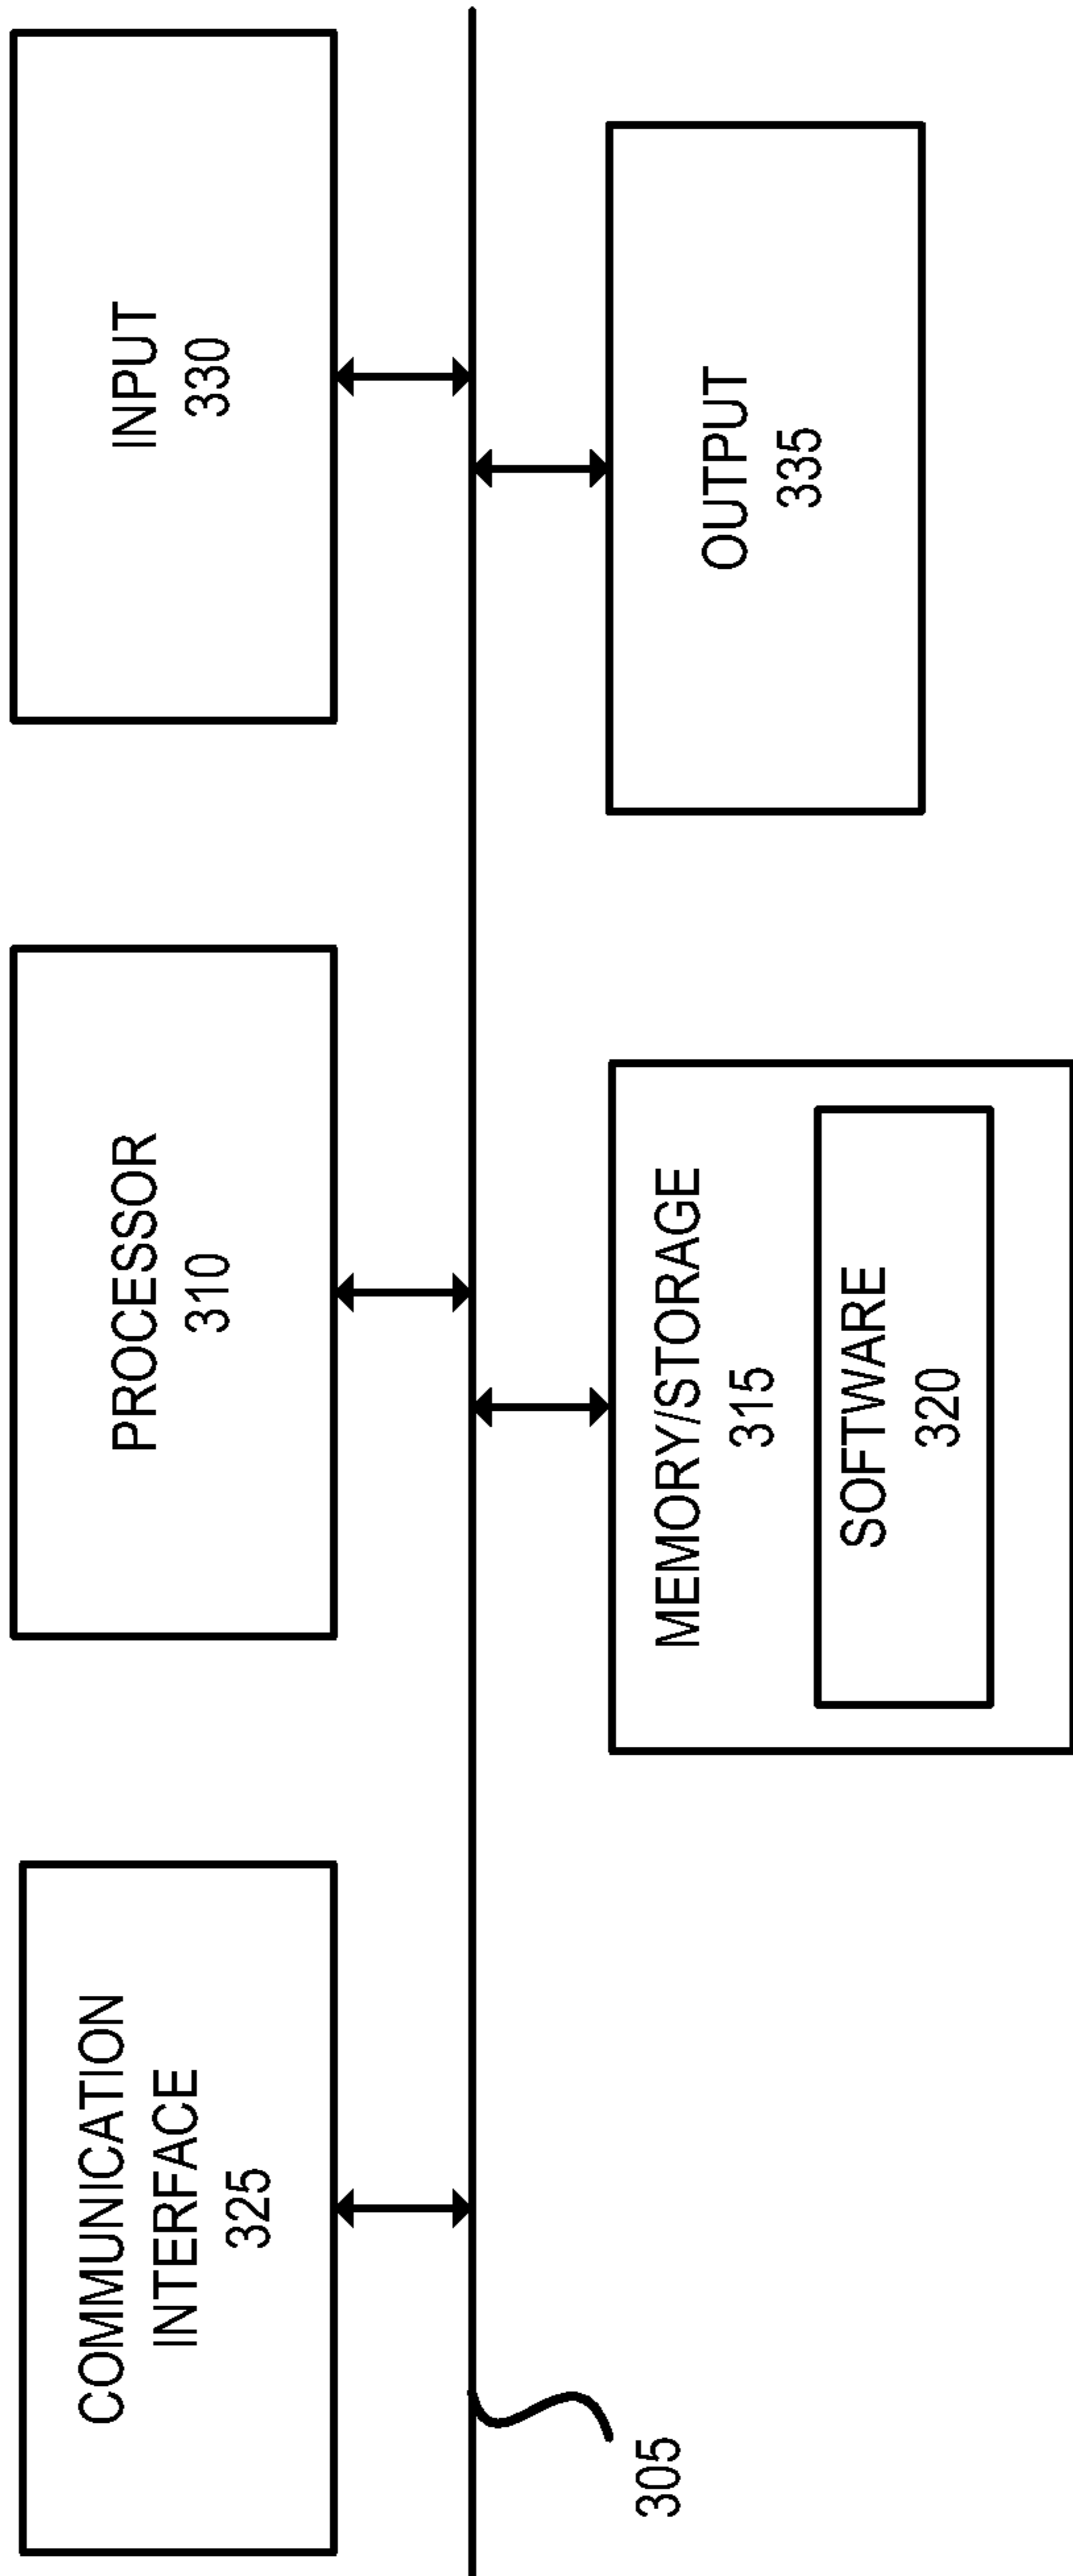 COMMUNICATION
INTERFACE
325
PROCESSOR
310
INPUT
330
305
MEMORY/STORAGE
315
SOFTWARE
320
OUTPUT
335